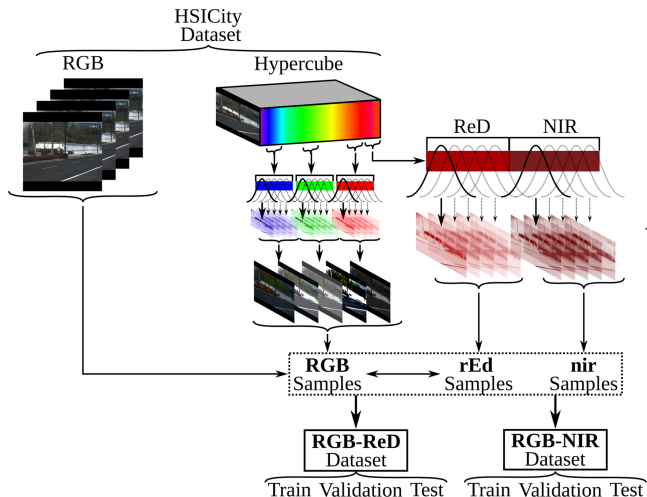 HSICity
Dataset
RGB
Hypercube
ReD
NIR
RGB
Samples
rEd
Samples
nir
Samples
RGB-ReD
Dataset
RGB-NIR
Dataset
Train Validation Test
Train Validation Test